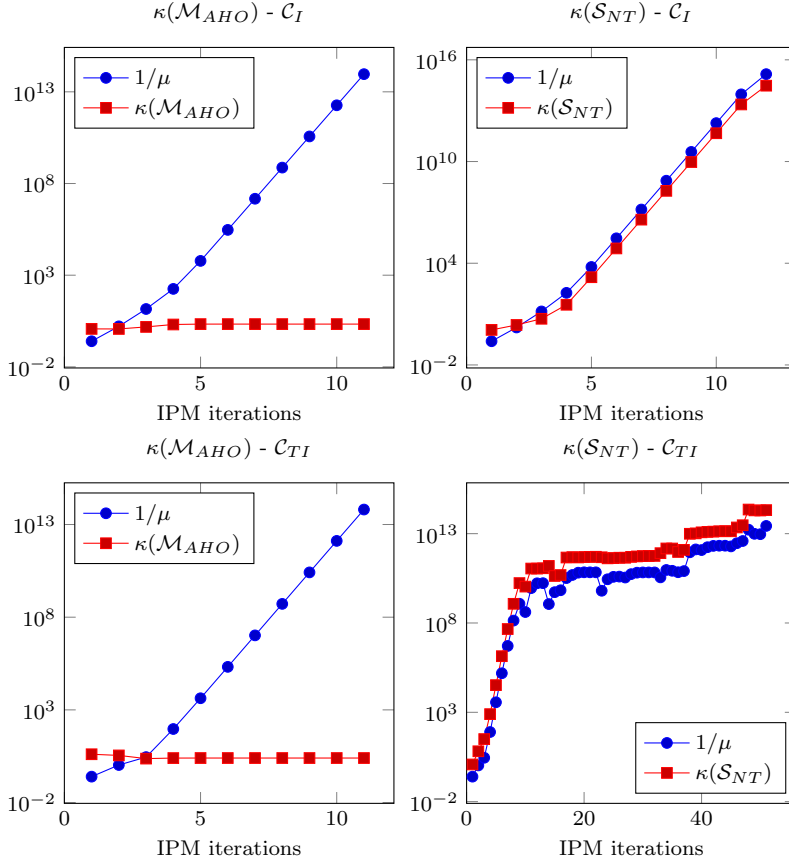 κ(M_AHO) - C_I
10^13
10^8
10^3
10^−2
0
5
10
IPM iterations
1/μ
κ(M_AHO)
κ(S_NT) - C_I
10^16
10^10
10^4
10^−2
0
5
10
IPM iterations
1/μ
κ(S_NT)
κ(M_AHO) - C_TI
10^13
10^8
10^3
10^−2
0
5
10
IPM iterations
1/μ
κ(M_AHO)
κ(S_NT) - C_TI
10^13
10^8
10^3
10^−2
0
20
40
IPM iterations
1/μ
κ(S_NT)